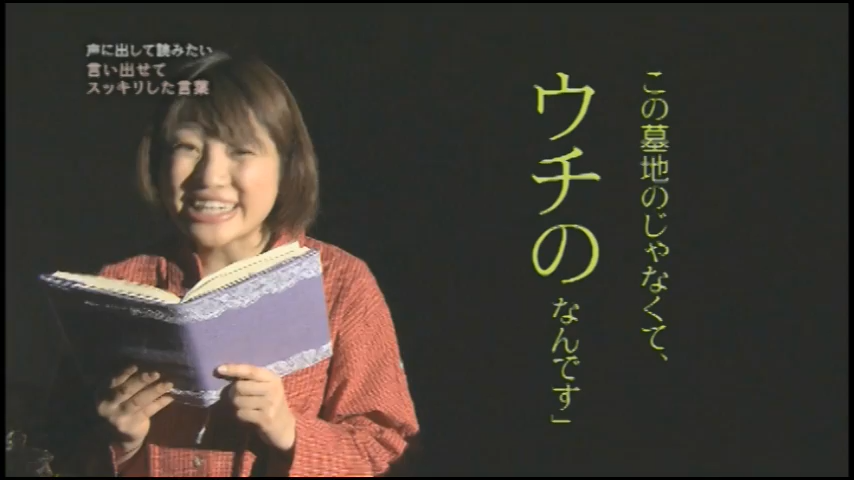 声に出して読みたい
言い出せて
スッキリした言葉
この墓地のじゃなくて、
ウチのなんです」